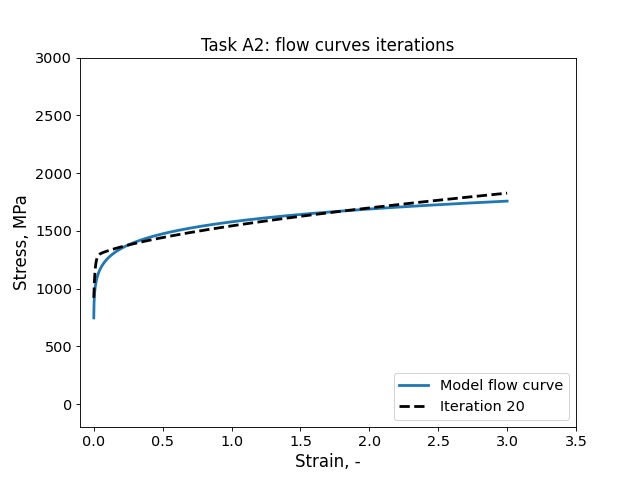 Task A2: flow curves iterations
3000
2500
2000
1500
1000
500
0
Stress, MPa
0.0 0.5 1.0 1.5 2.0 2.5 3.0 3.5
Strain, -
Model flow curve
Iteration 20